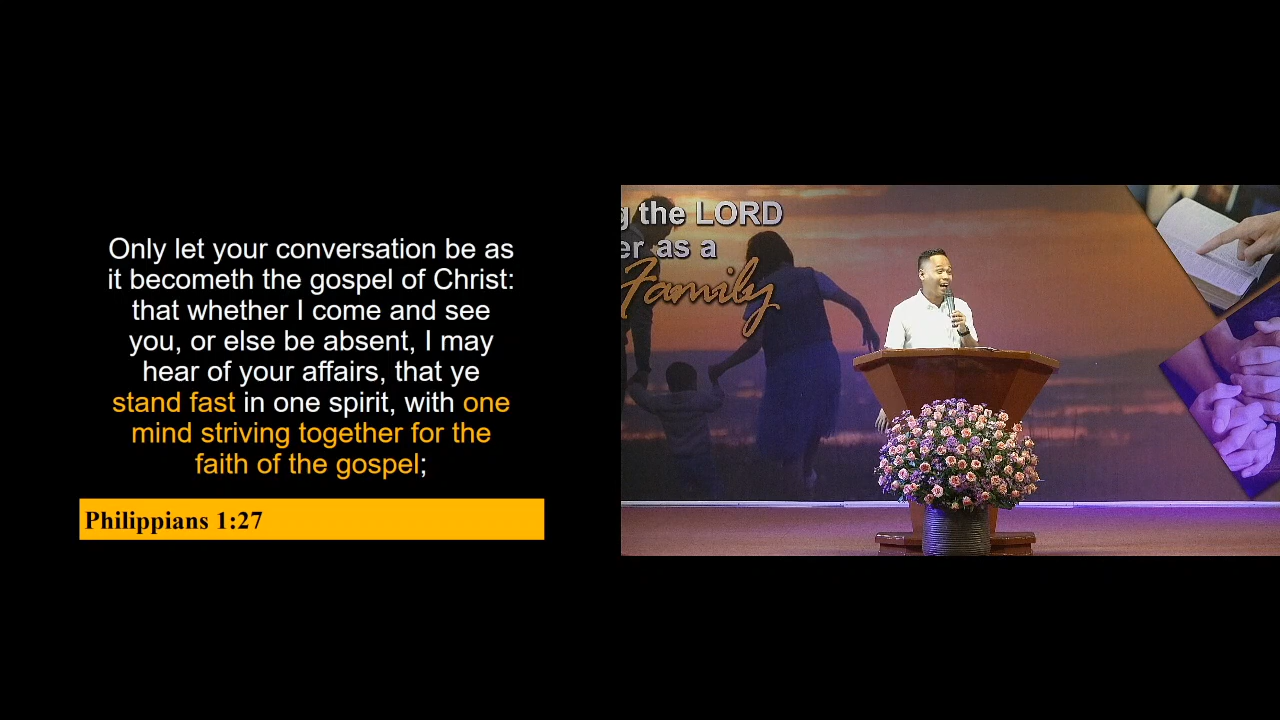 Only let your conversation be as
it becometh the gospel of Christ:
that whether I come and see
you, or else be absent, I may
hear of your affairs, that ye
stand fast in one spirit, with one
mind striving together for the
faith of the gospel;
Philippians 1:27
g the LORD
er as a
Family